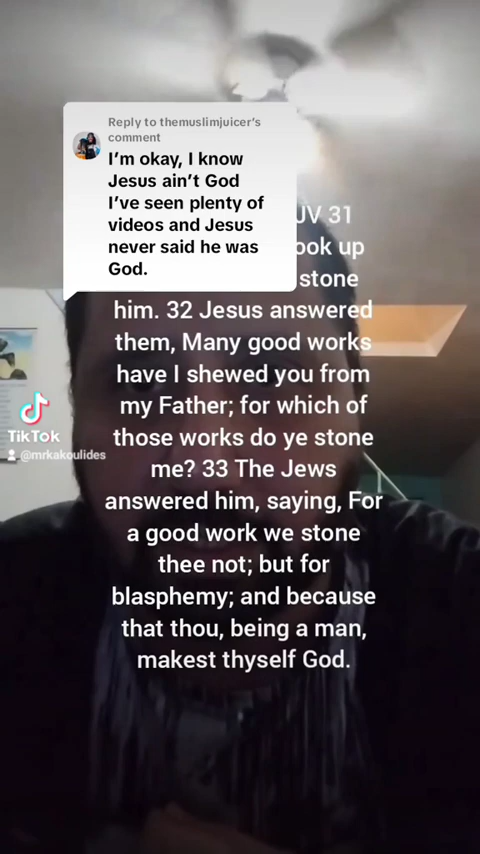 Reply to themuslimjuicer's
comment
I'm okay, I know
Jesus ain't God
I've seen plenty of
videos and Jesus
never said he was
God.
31
ook up
stone
him. 32 Jesus answered
them, Many good works
have I shewed you from
my Father; for which of
those works do ye stone
me? 33 The Jews
answered him, saying, For
a good work we stone
thee not; but for
blasphemy; and because
that thou, being a man,
makest thyself God.
TikTok
@mrkakoulides